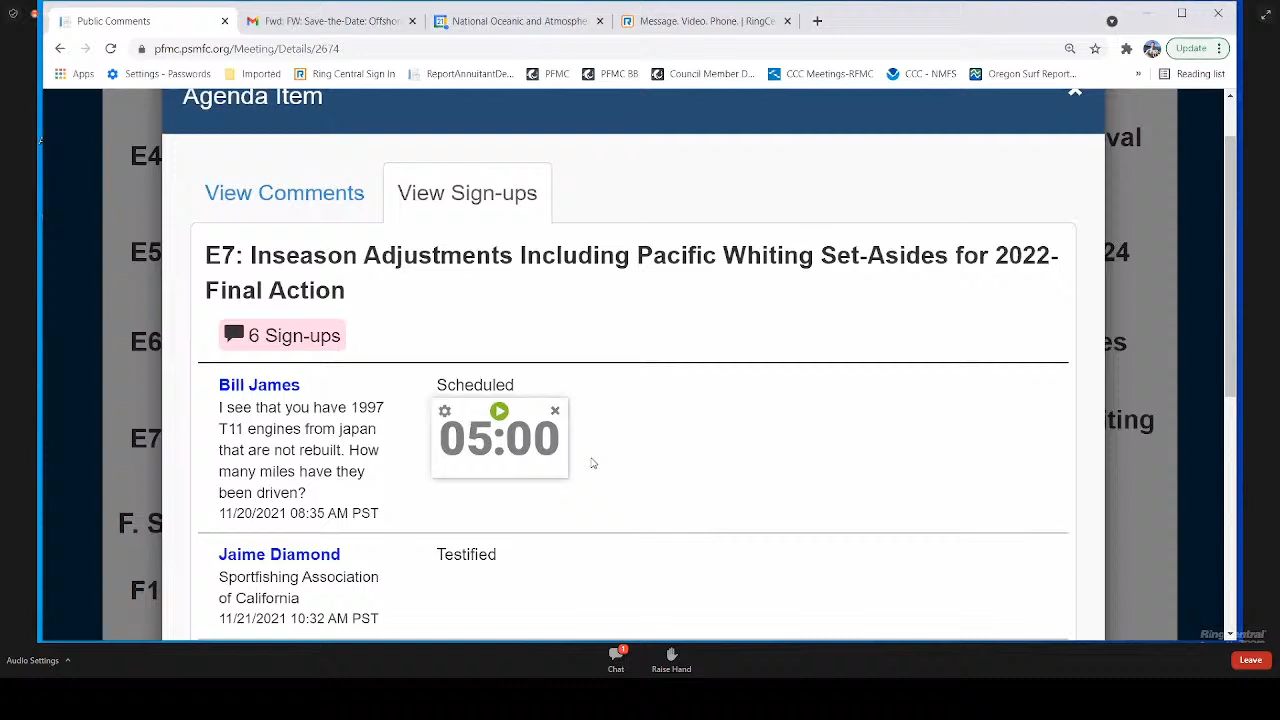 Public Comments
Fwd: FW: Save-the-Date: Offshor
National Oceanic and Atmosphe
Message. Video. Phone. | RingCe
pfmc.psmfc.org/Meeting/Details/2674
Update
Apps
Settings - Passwords
Imported
Ring Central Sign In
ReportAnnuitante...
PFMC
PFMC BB
Council Member D...
CCC Meetings-RFMC
CCC - NMFS
Oregon Surf Report...
»
Reading list
Agenda Item
E4
val
View Comments
View Sign-ups
E5
E7: Inseason Adjustments Including Pacific Whiting Set-Asides for 2022-
Final Action
24
E6
6 Sign-ups
es
Bill James
Scheduled
I see that you have 1997
T11 engines from japan
that are not rebuilt. How
many miles have they
been driven?
11/20/2021 08:35 AM PST
05:00
E7
iting
F. S
Jaime Diamond
Testified
Sportfishing Association
of California
11/21/2021 10:32 AM PST
F1
RingCentral
Audio Settings
1
Chat
Raise Hand
Leave